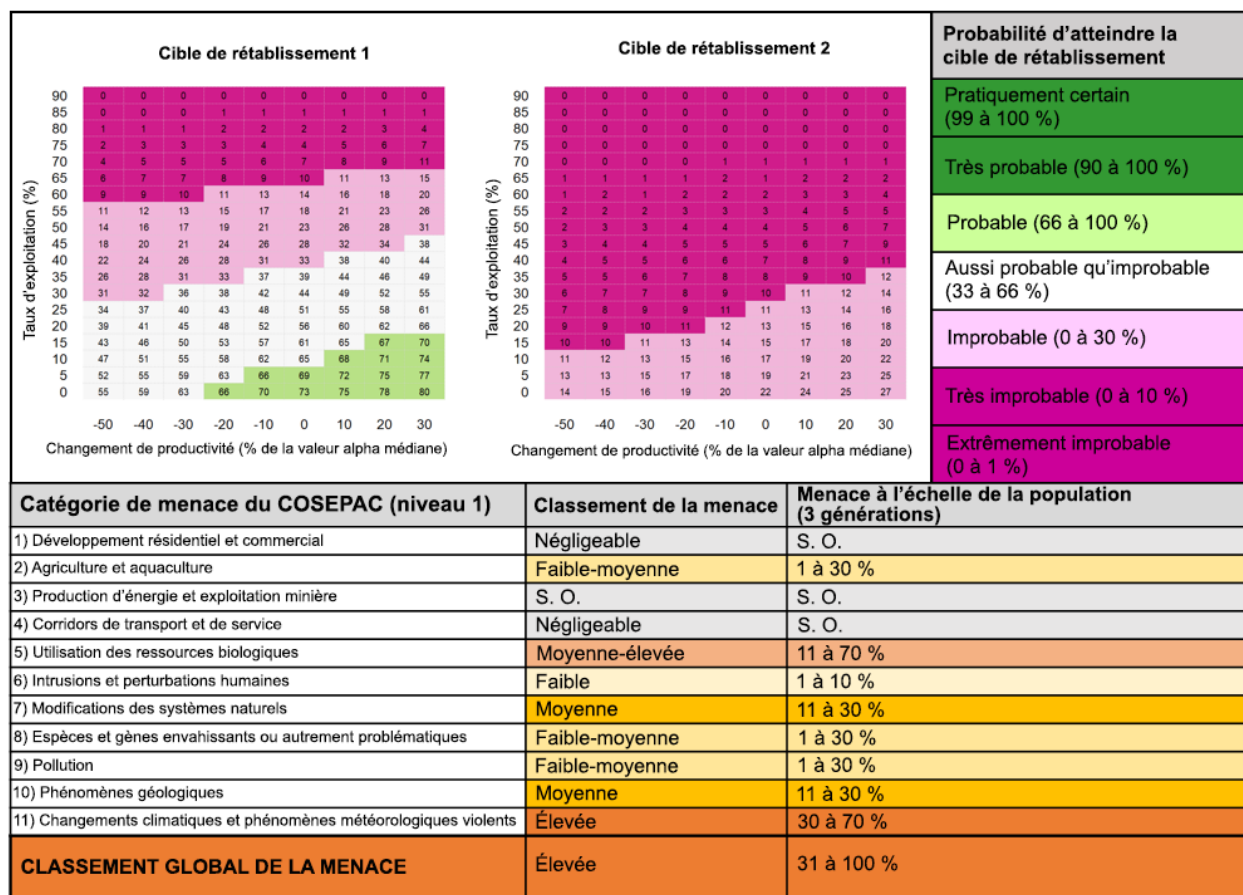 Cible de rétablissement 1
Cible de rétablissement 2
Probabilité d'atteindre la
cible de rétablissement
Taux d'exploitation (%)
90 0 0 0 0 0 0 0 0 0
85 0 0 0 1 1 1 1 1 1
80 1 1 1 2 2 2 2 3 4
75 2 3 3 3 4 4 5 6 7
70 4 5 5 5 6 7 8 9 11
65 6 7 7 8 9 10 11 13 15
60 9 9 10 11 13 14 16 18 20
55 11 12 13 15 17 18 21 23 26
50 14 16 17 19 21 23 26 28 31
45 18 20 21 24 26 28 32 34 38
40 22 24 26 28 31 33 38 40 44
35 26 28 31 33 37 39 44 46 49
30 31 32 36 38 42 44 49 52 55
25 34 37 40 43 48 51 55 58 61
20 39 41 45 48 52 56 60 62 66
15 43 46 50 53 57 61 65 67 70
10 47 51 55 58 62 65 68 71 74
5 52 55 59 63 66 69 72 75 77
0 55 59 63 66 70 73 75 78 80
-50 -40 -30 -20 -10 0 10 20 30
Changement de productivité (% de la valeur alpha médiane)
Taux d'exploitation (%)
90 0 0 0 0 0 0 0 0 0
85 0 0 0 0 0 0 0 0 0
80 0 0 0 0 0 0 0 0 0
75 0 0 0 0 0 0 0 0 0
70 0 0 0 0 1 1 1 1 1
65 1 1 1 1 2 1 2 2 2
60 1 2 1 2 2 2 3 3 4
55 2 2 2 3 3 3 4 5 5
50 2 3 3 4 4 4 5 6 7
45 3 4 4 5 5 5 6 7 9
40 4 5 5 6 6 7 8 9 11
35 5 5 6 7 8 8 9 10 12
30 6 7 7 8 9 10 11 12 14
25 7 8 9 9 11 11 13 14 16
20 9 9 10 11 12 13 15 16 18
15 10 10 11 13 14 15 17 18 20
10 11 12 13 15 16 17 19 20 22
5 13 13 15 17 18 19 21 23 25
0 14 15 16 19 20 22 24 25 27
-50 -40 -30 -20 -10 0 10 20 30
Changement de productivité (% de la valeur alpha médiane)
Pratiquement certain
(99 à 100 %)
Très probable (90 à 100 %)
Probable (66 à 100 %)
Aussi probable qu'improbable
(33 à 66 %)
Improbable (0 à 30 %)
Très improbable (0 à 10 %)
Extrêmement improbable
(0 à 1 %)
Catégorie de menace du COSEPAC (niveau 1) Classement de la menace Menace à l'échelle de la population
(3 générations)
1) Développement résidentiel et commercial Négligeable S. O.
2) Agriculture et aquaculture Faible-moyenne 1 à 30 %
3) Production d'énergie et exploitation minière S. O. S. O.
4) Corridors de transport et de service Négligeable S. O.
5) Utilisation des ressources biologiques Moyenne-élevée 11 à 70 %
6) Intrusions et perturbations humaines Faible 1 à 10 %
7) Modifications des systèmes naturels Moyenne 11 à 30 %
8) Espèces et gènes envahissants ou autrement problématiques Faible-moyenne 1 à 30 %
9) Pollution Faible-moyenne 1 à 30 %
10) Phénomènes géologiques Moyenne 11 à 30 %
11) Changements climatiques et phénomènes météorologiques violents Élevée 30 à 70 %
CLASSEMENT GLOBAL DE LA MENACE Élevée 31 à 100 %